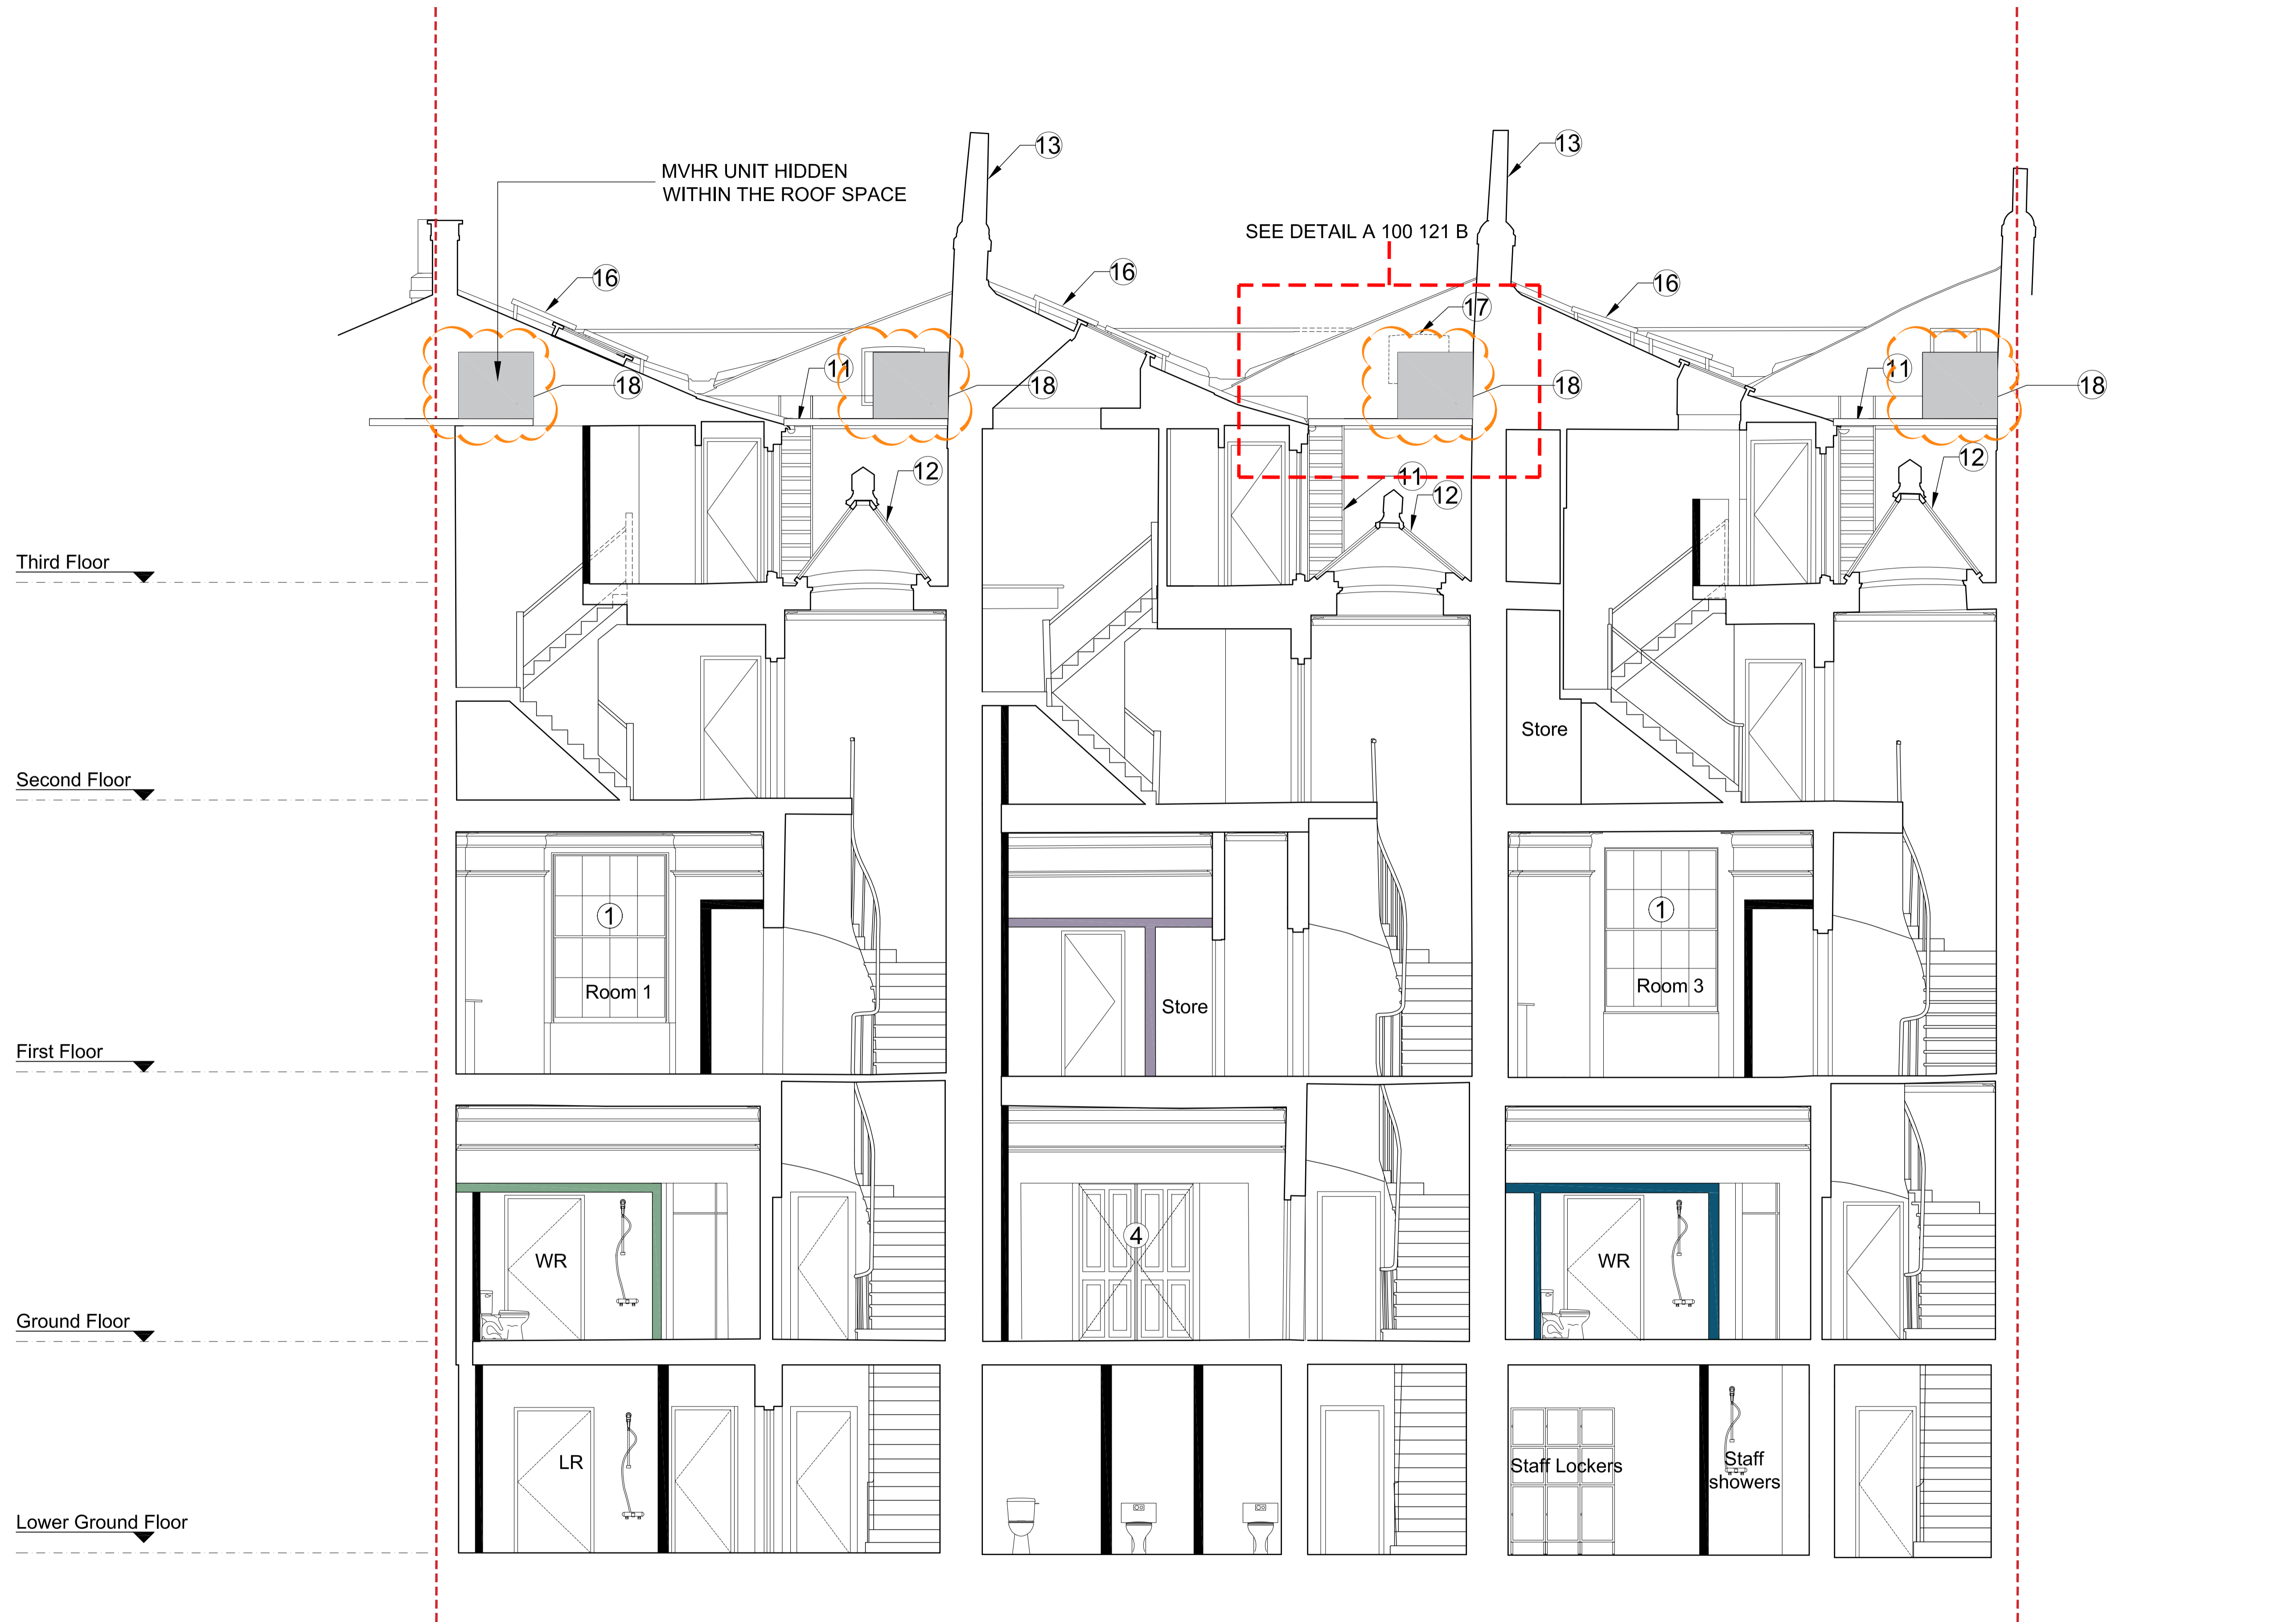 13
13
MVHR UNIT HIDDEN
WITHIN THE ROOF SPACE
SEE DETAIL A 100 121 B
16
16
16
17
11
11
18
18
18
18
12
11
12
12
Third Floor
Store
Second Floor
1
1
Room 1
Room 3
Store
First Floor
4
WR
WR
Ground Floor
LR
Staff Lockers
Staff
showers
Lower Ground Floor